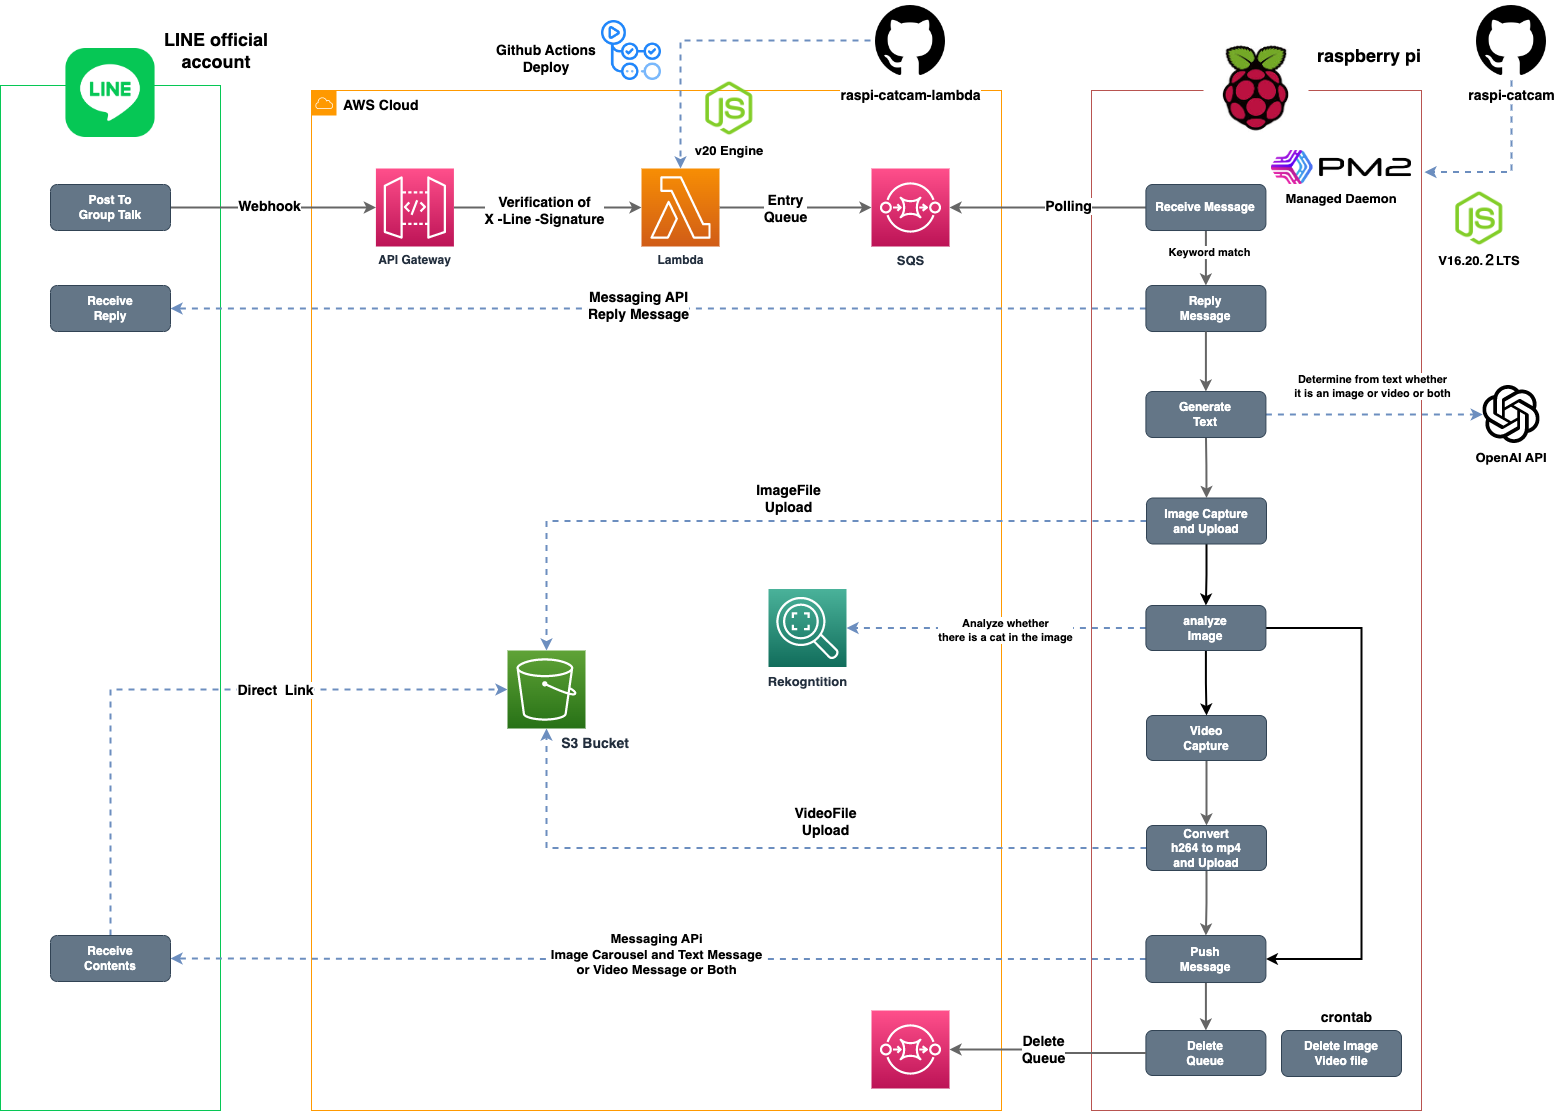 LINE official
account
LINE
Github Actions
Deploy
raspi-catcam-lambda
raspberry pi
raspi-catcam
AWS Cloud
JS
v20 Engine
PM2
Managed Daemon
JS
V16.20.2 LTS
Post To
Group Talk
Webhook
API Gateway
Verification of
X -Line -Signature
Lambda
Entry
Queue
SQS
Polling
Receive Message
Keyword match
Receive
Reply
Messaging API
Reply Message
Reply
Message
Generate
Text
Determine from text whether
it is an image or video or both
OpenAI API
ImageFile
Upload
Image Capture
and Upload
Rekogntition
Analyze whether
there is a cat in the image
analyze
Image
Direct Link
S3 Bucket
Video
Capture
VideoFile
Upload
Convert
h264 to mp4
and Upload
Receive
Contents
Messaging APi
Image Carousel and Text Message
or Video Message or Both
Push
Message
Delete
Queue
Delete
Queue
crontab
Delete Image
Video file